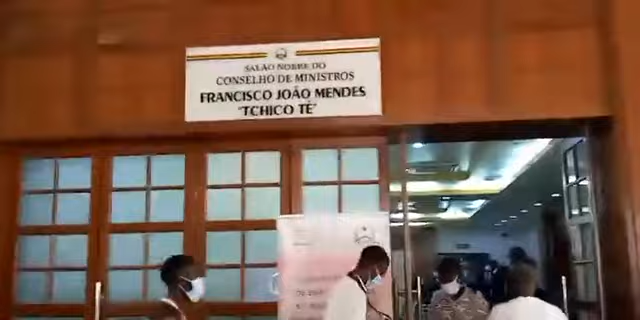 SALÃO NOBRE DO
CONSELHO DE MINISTROS
FRANCISCO JOÃO MENDES
"TCHICO TÉ"